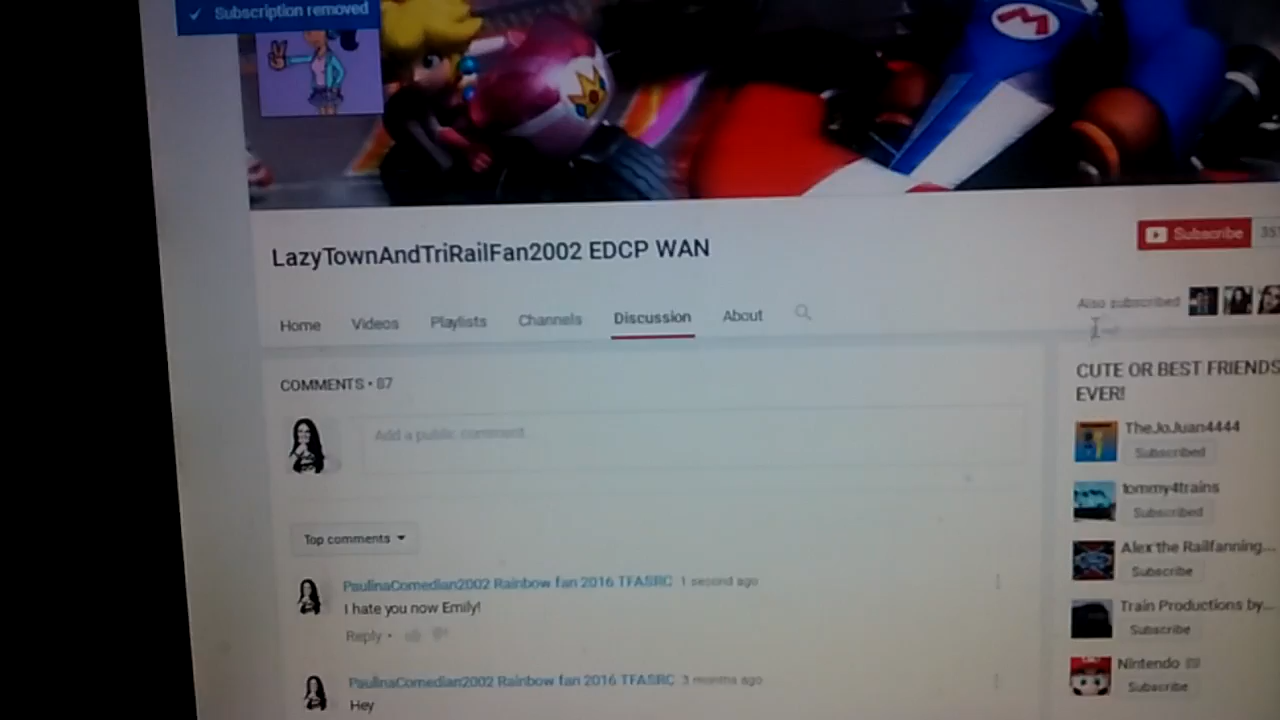 Subscription removed
LazyTownAndTriRailFan2002 EDCP WAN
Subscribe 35
Home Videos Playlists Channels Discussion About
Also subscribed
COMMENTS • 87
Add a public comment
Top comments
PaulinaComedian2002 Rainbow fan 2016 TFASRC 1 second ago
I hate you now Emily!
Reply •
PaulinaComedian2002 Rainbow fan 2016 TFASRC 3 months ago
Hey
CUTE OR BEST FRIENDS
EVER!
TheJoJuan4444
Subscribed
tommy4trains
Subscribed
Alex the Railfanning...
Subscribe
Train Productions by...
Subscribe
Nintendo
Subscribe